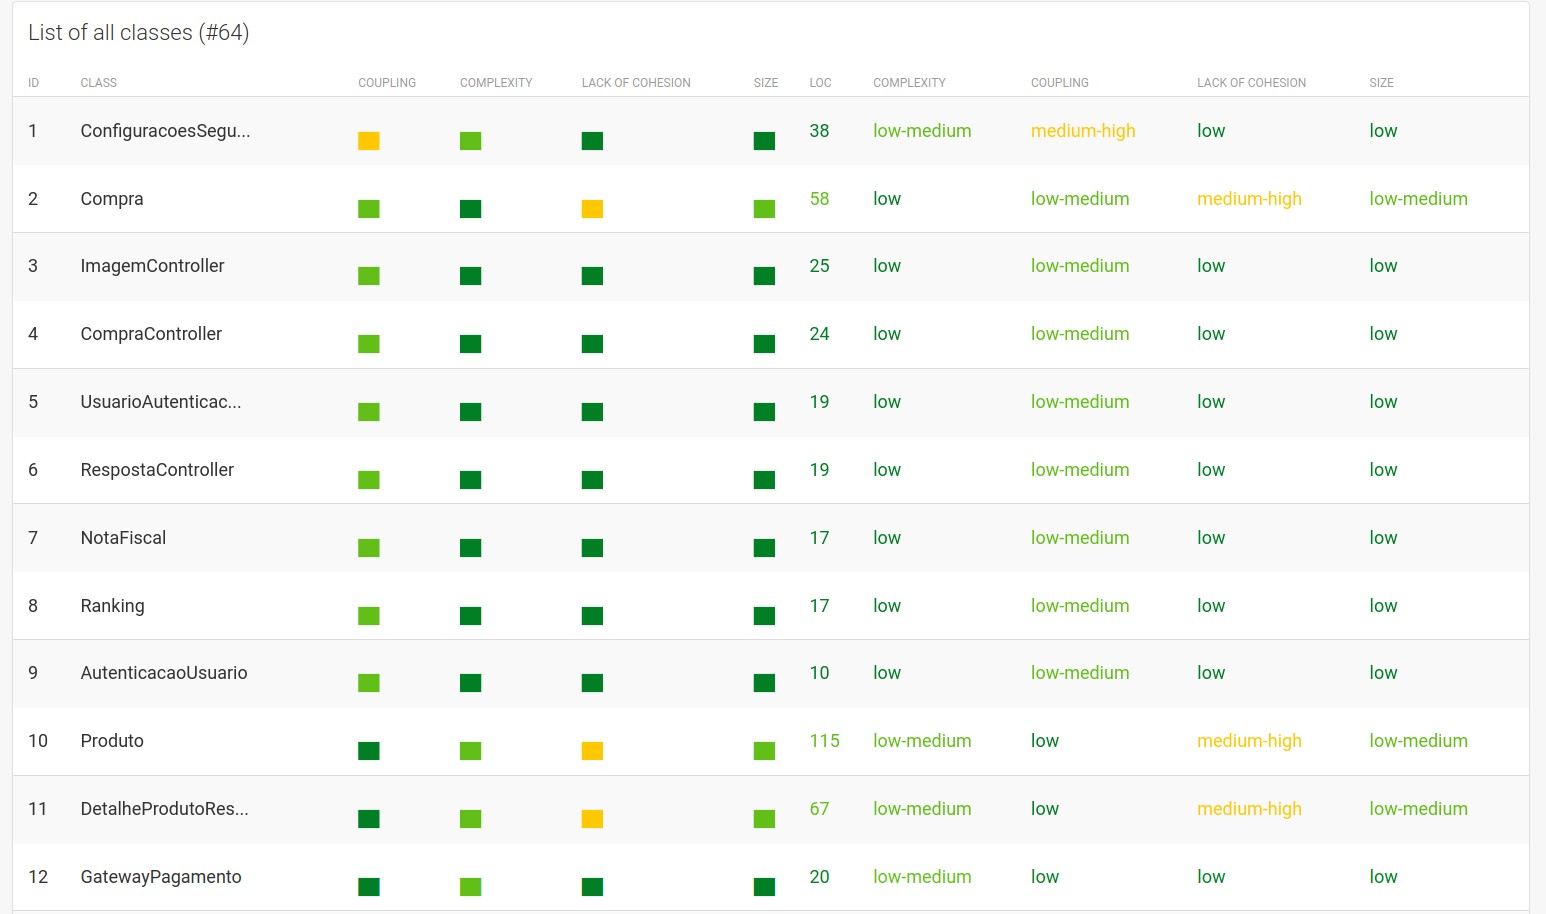 List of all classes (#64)
ID CLASS COUPLING COMPLEXITY LACK OF COHESION SIZE LOC COMPLEXITY COUPLING LACK OF COHESION SIZE
1 ConfiguracoesSegu... 38 low-medium medium-high low low
2 Compra 58 low low-medium medium-high low-medium
3 ImagemController 25 low low-medium low low
4 CompraController 24 low low-medium low low
5 UsuarioAutenticac... 19 low low-medium low low
6 RespostaController 19 low low-medium low low
7 NotaFiscal 17 low low-medium low low
8 Ranking 17 low low-medium low low
9 AutenticacaoUsuario 10 low low-medium low low
10 Produto 115 low-medium low medium-high low-medium
11 DetalheProdutoRes... 67 low-medium low medium-high low-medium
12 GatewayPagamento 20 low-medium low low low